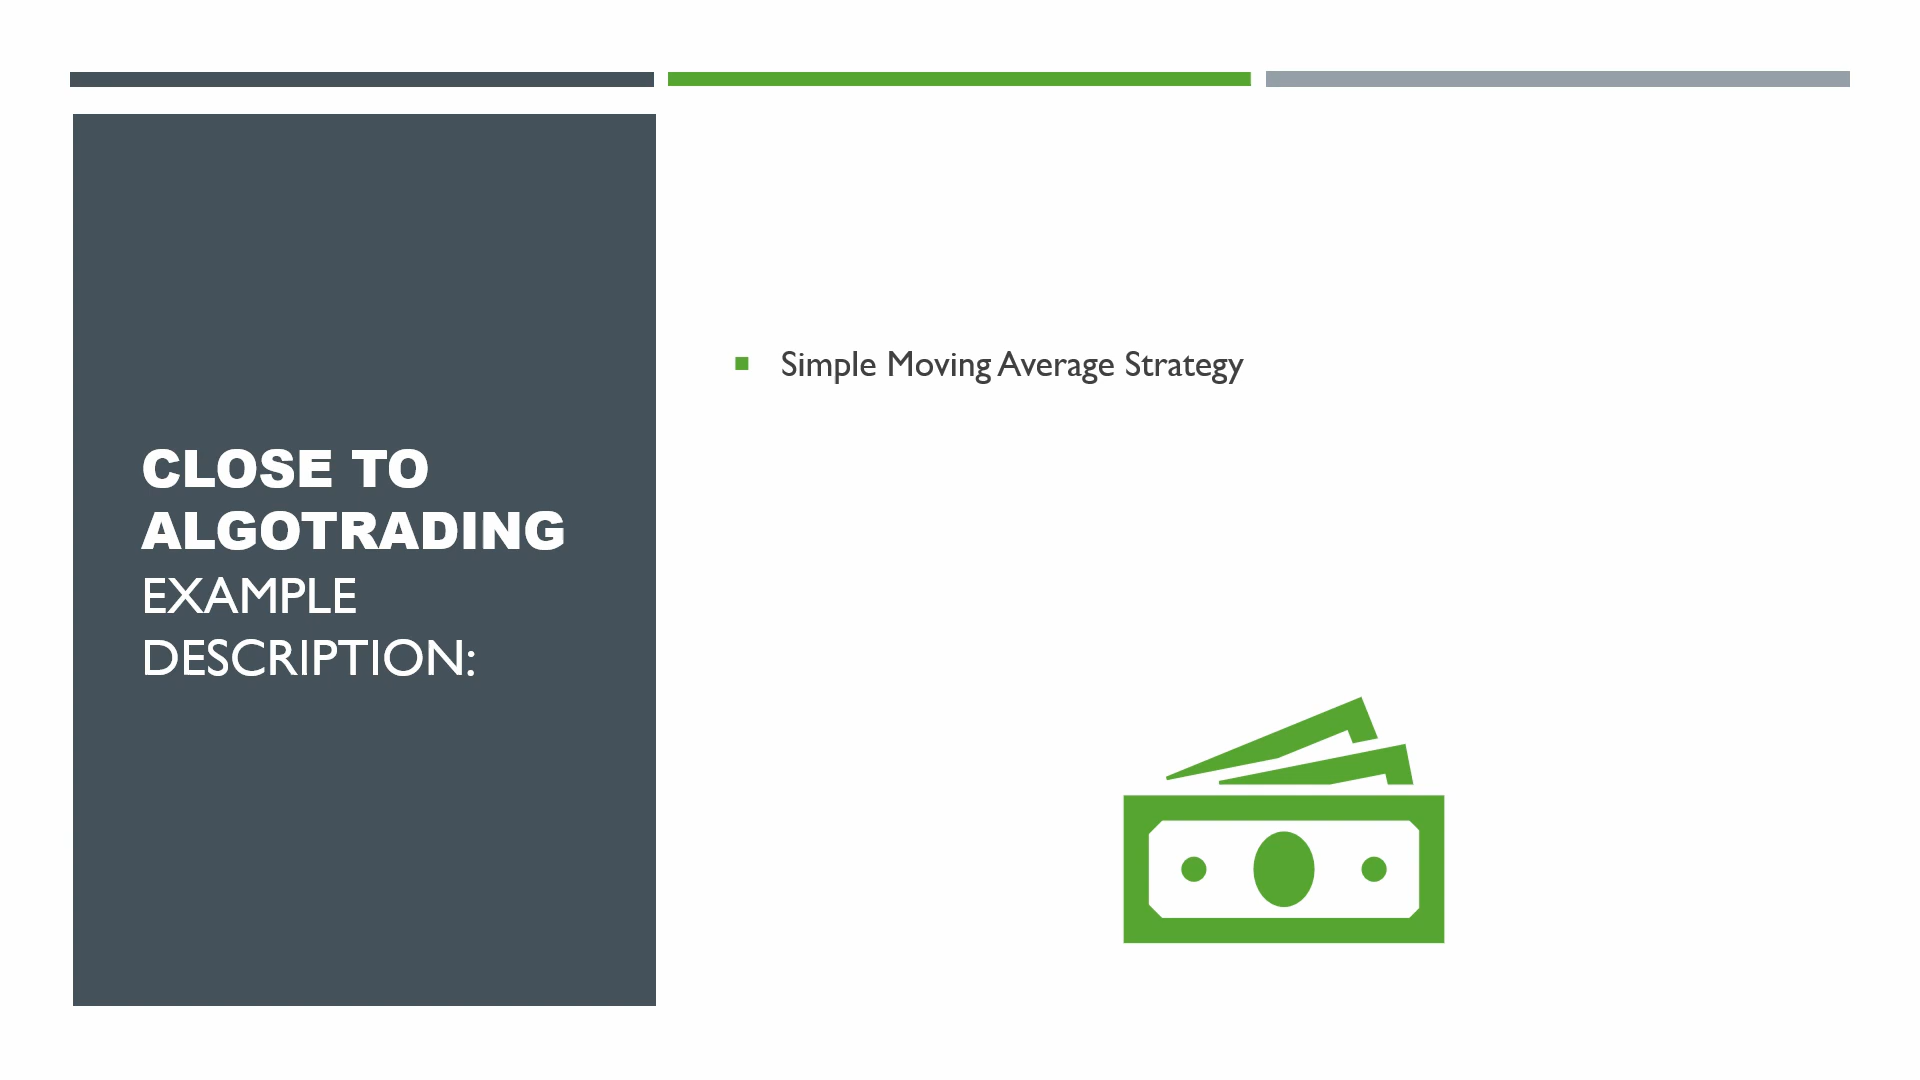 CLOSE TO
ALGOTRADING
EXAMPLE
DESCRIPTION:
Simple Moving Average Strategy